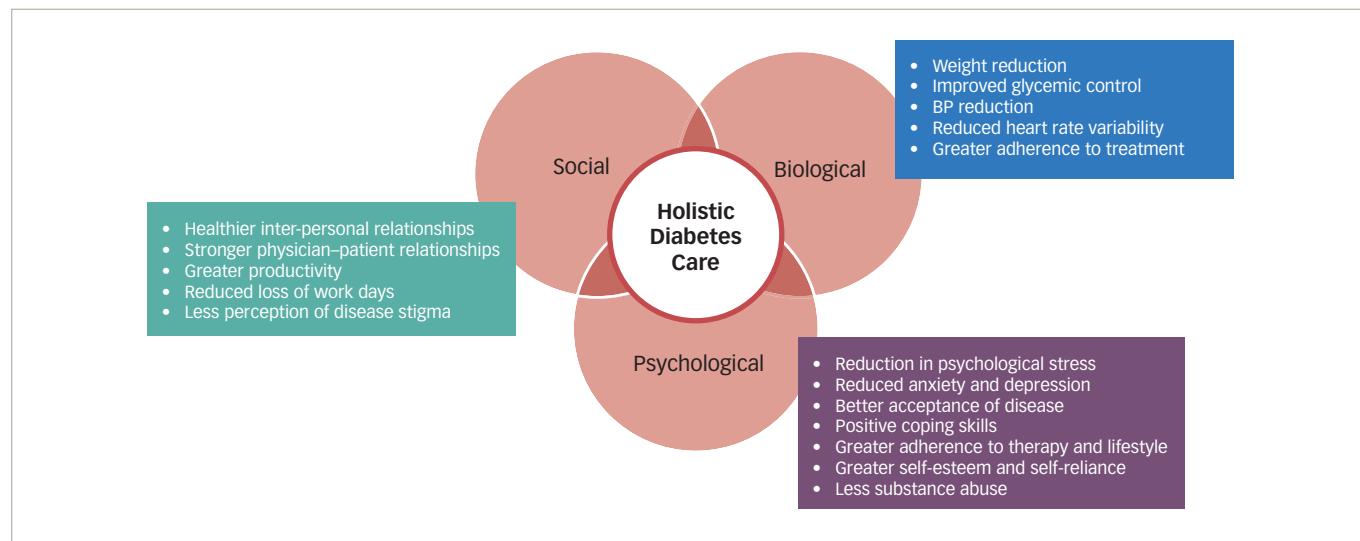 • Weight reduction
• Improved glycemic control
• BP reduction
• Reduced heart rate variability
• Greater adherence to treatment
Social
Biological
Holistic
Diabetes
Care
• Healthier inter-personal relationships
• Stronger physician–patient relationships
• Greater productivity
• Reduced loss of work days
• Less perception of disease stigma
Psychological
• Reduction in psychological stress
• Reduced anxiety and depression
• Better acceptance of disease
• Positive coping skills
• Greater adherence to therapy and lifestyle
• Greater self-esteem and self-reliance
• Less substance abuse